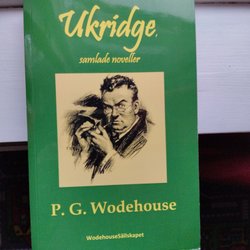 Ukridge,
samlade noveller
P. G. Wodehouse
WodehouseSällskapet